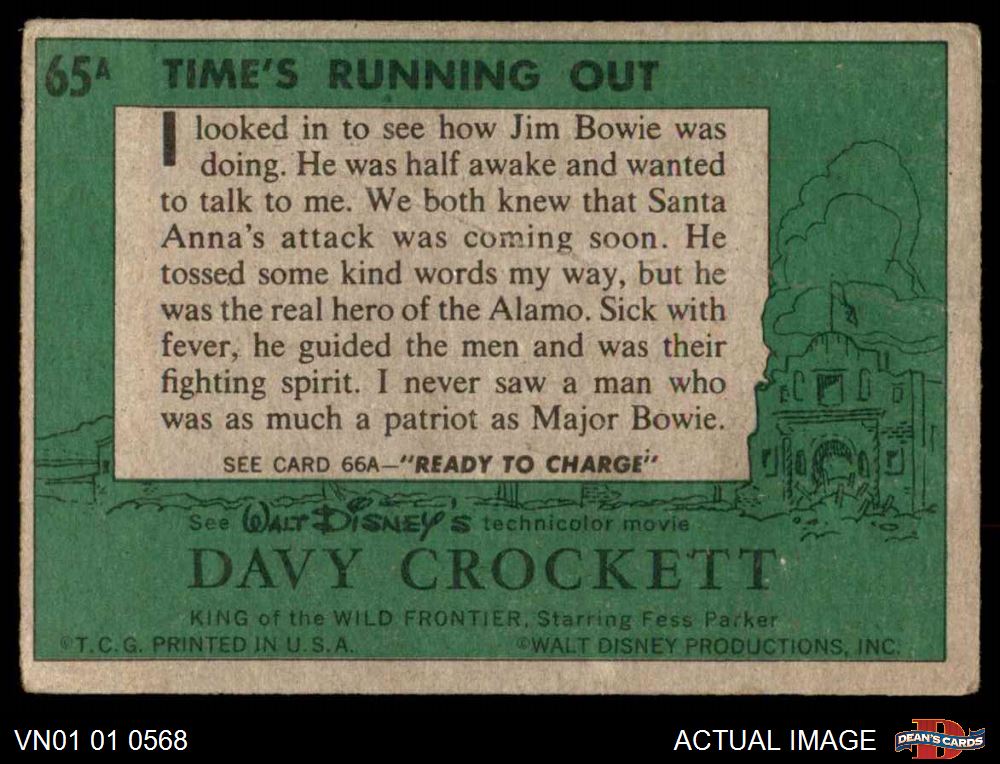 65A TIME'S RUNNING OUT
I looked in to see how Jim Bowie was
doing. He was half awake and wanted
to talk to me. We both knew that Santa
Anna's attack was coming soon. He
tossed some kind words my way, but he
was the real hero of the Alamo. Sick with
fever, he guided the men and was their
fighting spirit. I never saw a man who
was as much a patriot as Major Bowie.
SEE CARD 66A—"READY TO CHARGE"
See WALT DISNEY'S technicolor movie
DAVY CROCKETT
KING of the WILD FRONTIER, Starring Fess Parker
©T.C.G. PRINTED IN U.S.A. ©WALT DISNEY PRODUCTIONS, INC.
VN01 01 0568 ACTUAL IMAGE DEAN'S CARDS